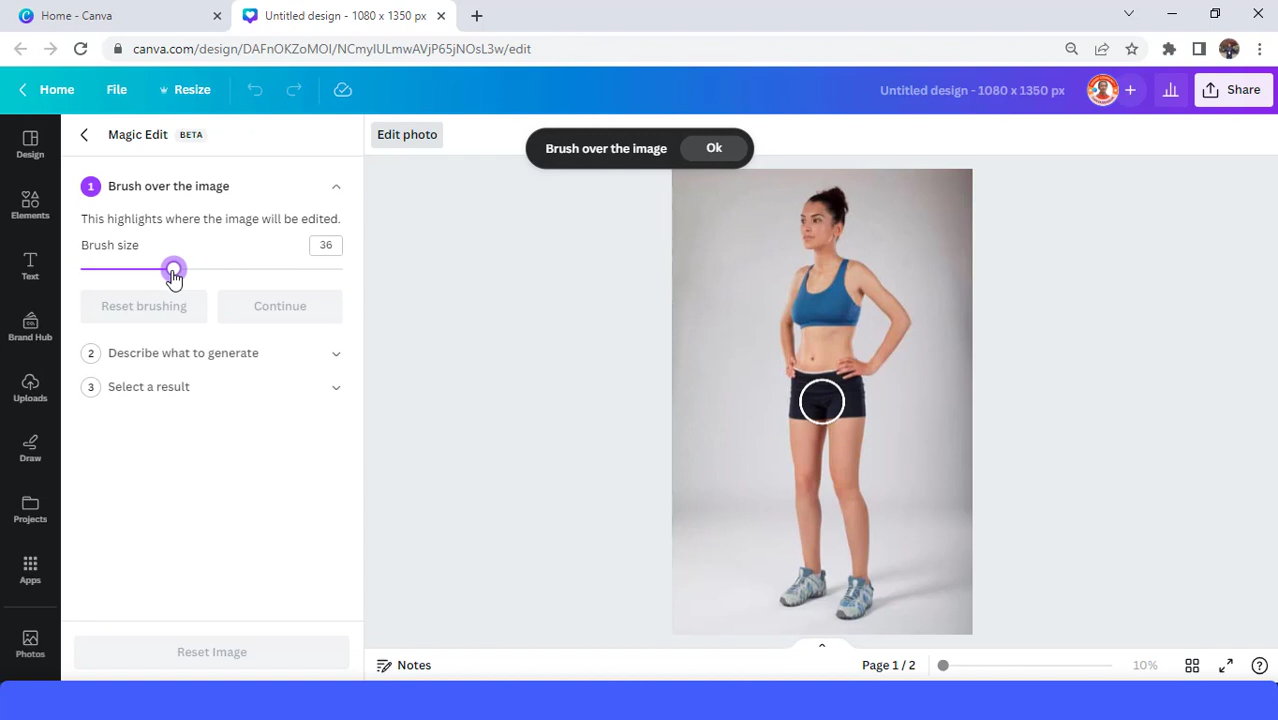 Home - Canva
Untitled design - 1080 x 1350 px
canva.com/design/DAFnOKZoMOI/NCmyIULmwAVjP65jNOsL3w/edit
Home
File
Resize
Untitled design - 1080 x 1350 px
Share
Design
Elements
Text
Brand Hub
Uploads
Draw
Projects
Apps
Photos
Magic Edit BETA
1 Brush over the image
This highlights where the image will be edited.
Brush size 36
Reset brushing Continue
2 Describe what to generate
3 Select a result
Reset Image
Edit photo
Brush over the image Ok
Notes
Page 1 / 2
10%